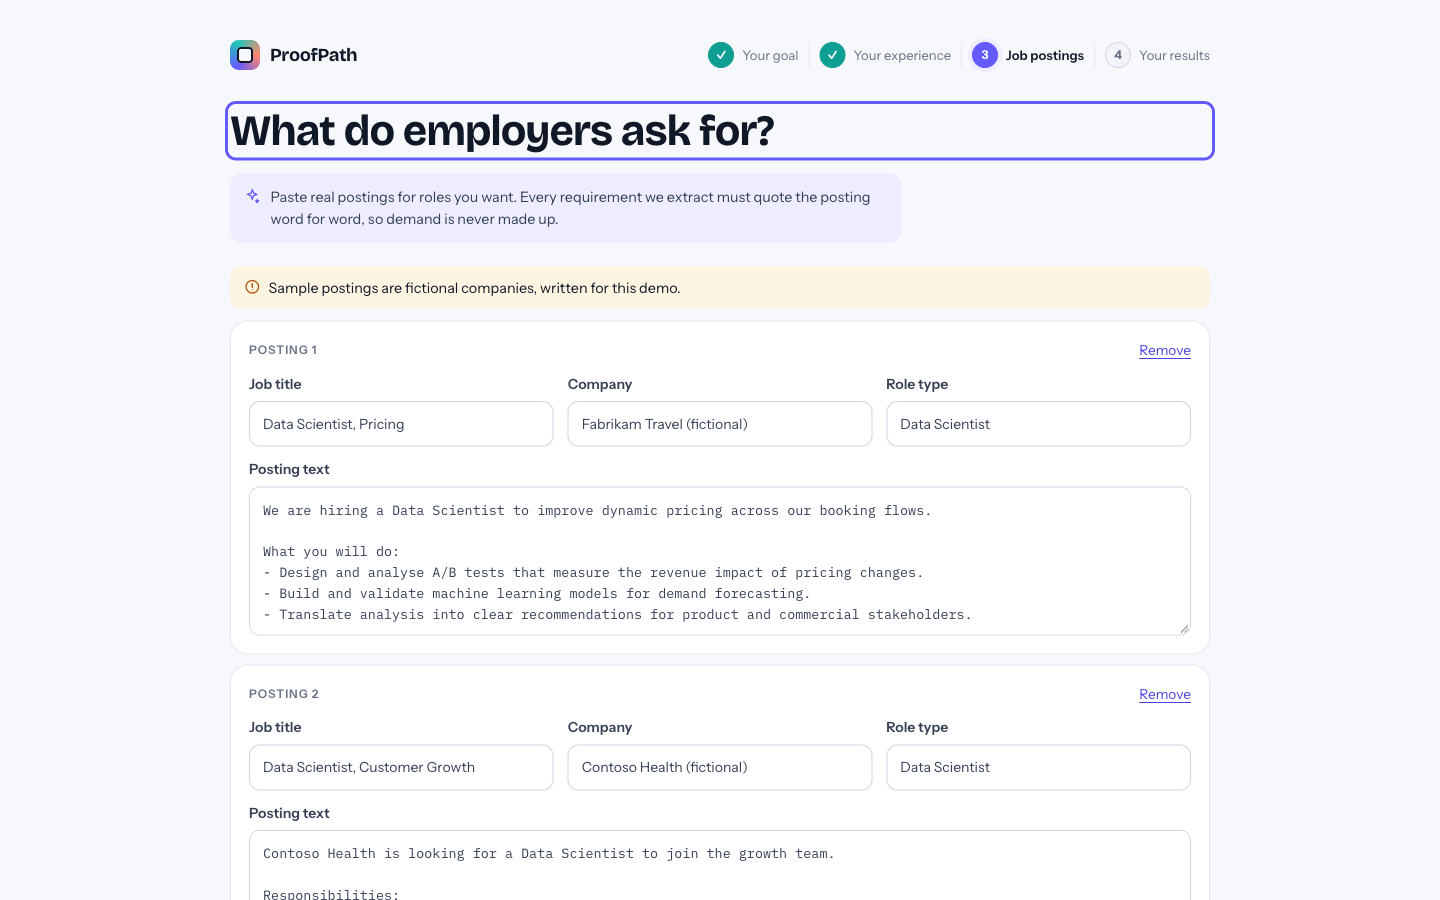 ProofPath
Your goal
Your experience
3 Job postings
4 Your results
What do employers ask for?
Paste real postings for roles you want. Every requirement we extract must quote the posting
word for word, so demand is never made up.
Sample postings are fictional companies, written for this demo.
POSTING 1
Remove
Job title
Company
Role type
Data Scientist, Pricing
Fabrikam Travel (fictional)
Data Scientist
Posting text
We are hiring a Data Scientist to improve dynamic pricing across our booking flows.
What you will do:
- Design and analyse A/B tests that measure the revenue impact of pricing changes.
- Build and validate machine learning models for demand forecasting.
- Translate analysis into clear recommendations for product and commercial stakeholders.
POSTING 2
Remove
Job title
Company
Role type
Data Scientist, Customer Growth
Contoso Health (fictional)
Data Scientist
Posting text
Contoso Health is looking for a Data Scientist to join the growth team.
Responsibilities: